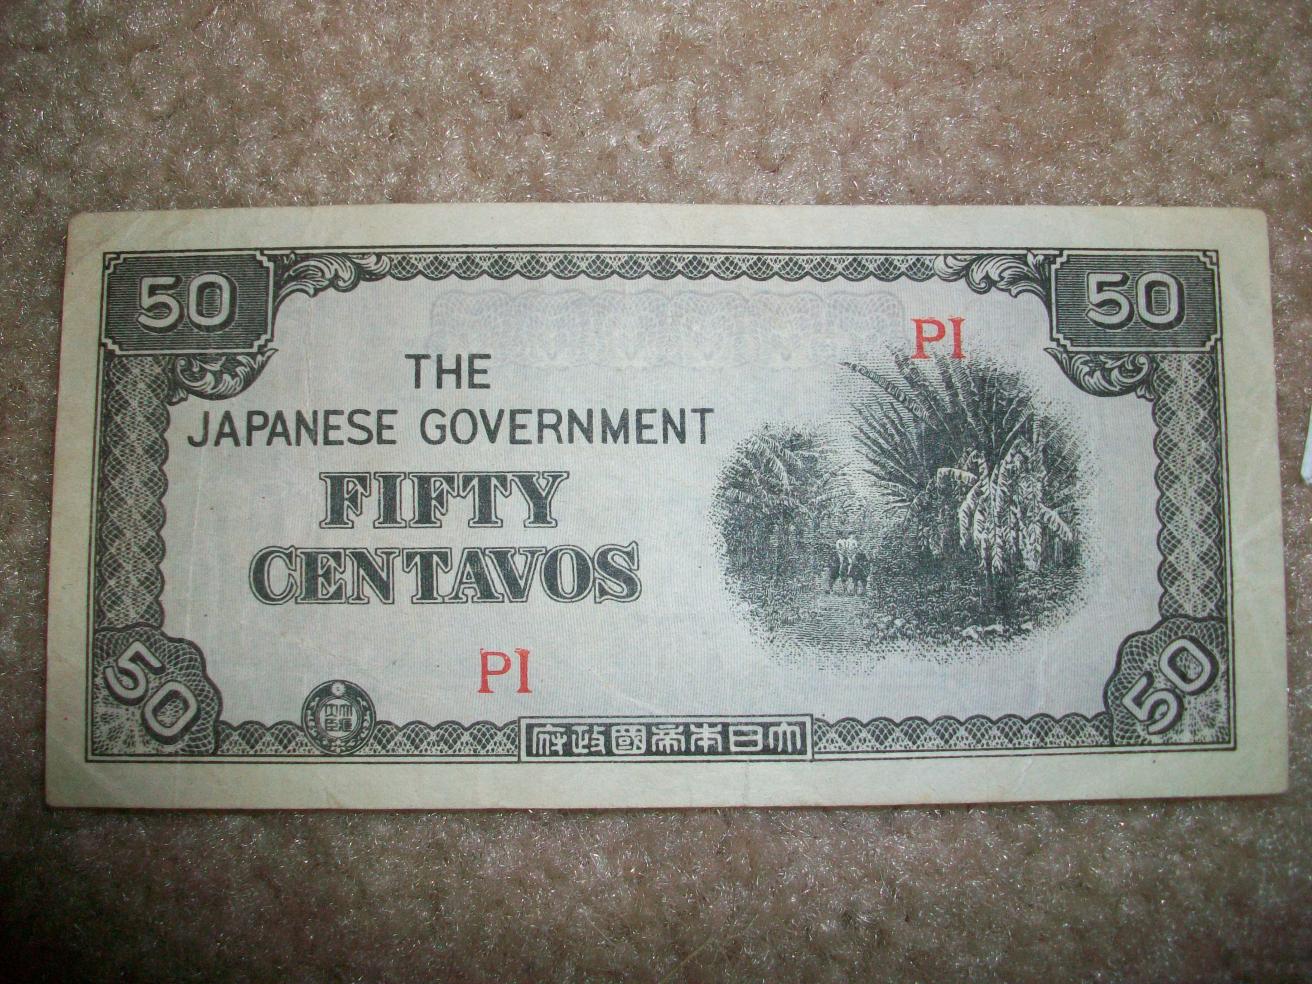 50
50
PI
THE
JAPANESE GOVERNMENT
FIFTY
CENTAVOS
PI
50
50
府政國帝本日大